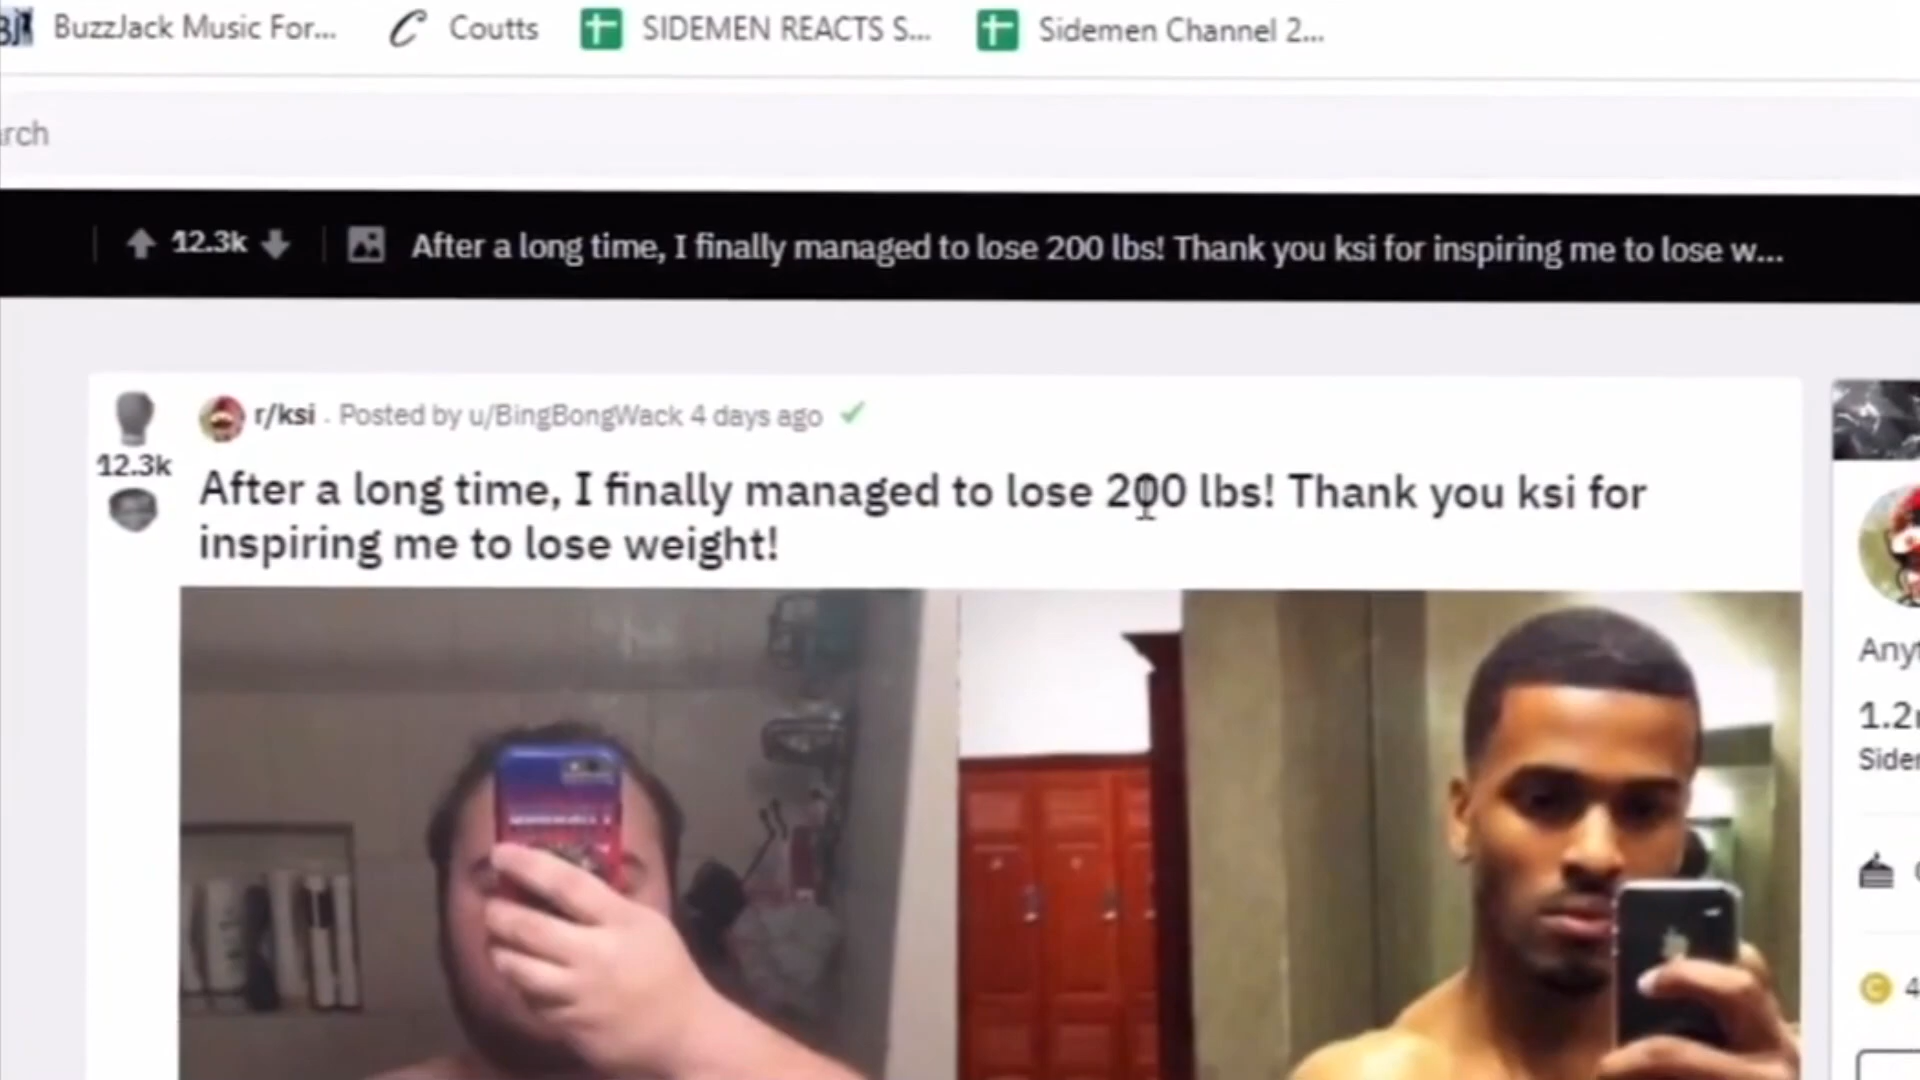 BuzzJack Music For...
Coutts
SIDEMEN REACTS S...
Sidemen Channel 2...
arch
12.3k
After a long time, I finally managed to lose 200 lbs! Thank you ksi for inspiring me to lose w...
r/ksi . Posted by u/BingBongWack 4 days ago
12.3k
After a long time, I finally managed to lose 200 lbs! Thank you ksi for
inspiring me to lose weight!
Any
1.2
Side
4